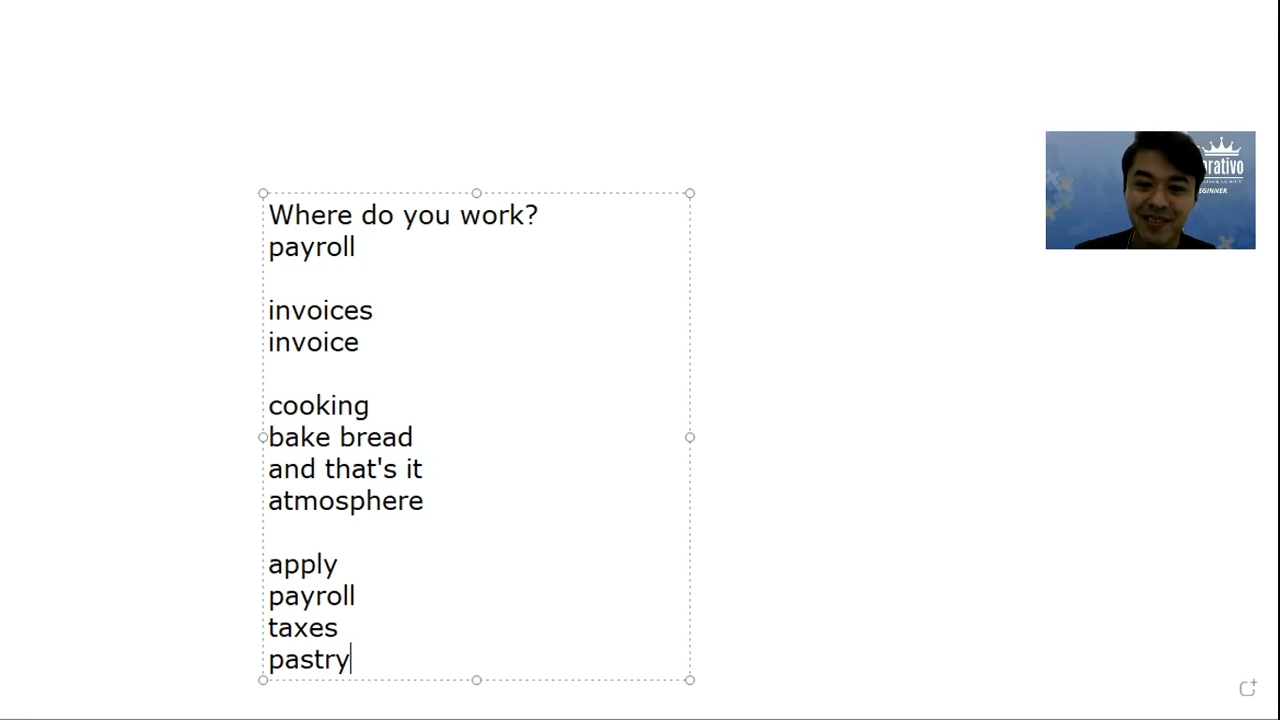 Where do you work?
payroll
invoices
invoice
cooking
bake bread
and that's it
atmosphere
apply
payroll
taxes
pastry